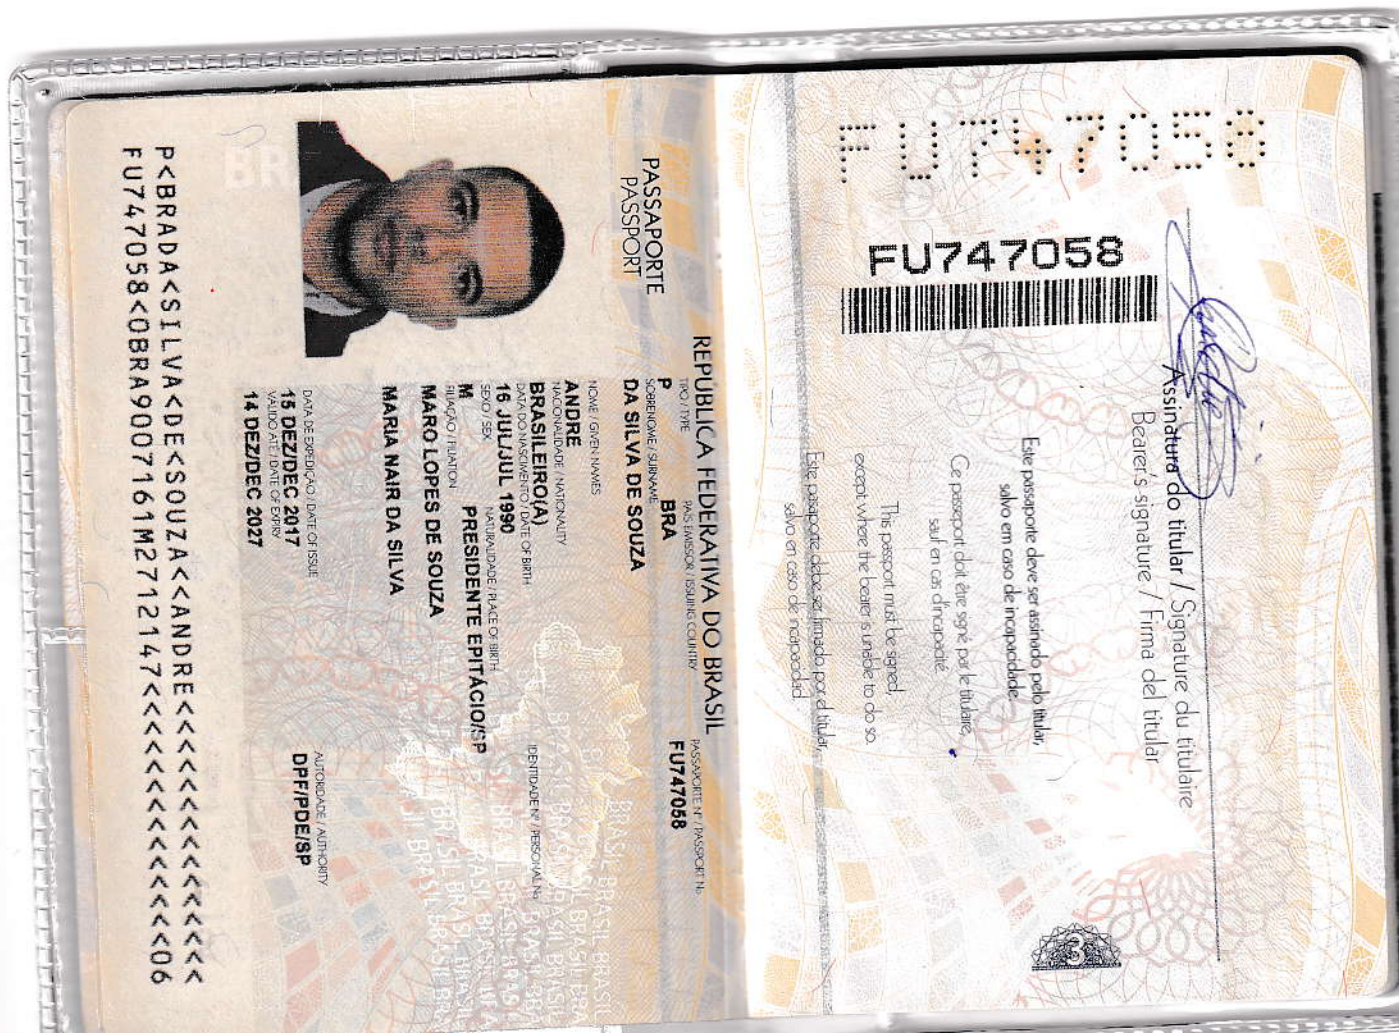 FU747058
FU747058
Assinatura do titular / Signature du titulaire
Bearer's signature / Firma del titular
Este passaporte deve ser assinado pelo titular,
salvo em caso de incapacidade.
Ce passeport doit être signé par le titulaire,
sauf en cas d'incapacité.
This passport must be signed,
except where the bearer is unable to do so.
Este pasaporte debe ser firmado por el titular,
salvo en caso de incapacidad.
3
REPÚBLICA FEDERATIVA DO BRASIL
PASSAPORTE
PASSPORT
TIPO / TYPE PAÍS EMISSOR / ISSUING COUNTRY PASSAPORTE Nº / PASSPORT No
P BRA FU747058
SOBRENOME / SURNAME
DA SILVA DE SOUZA
NOME / GIVEN NAMES
ANDRE
NACIONALIDADE / NATIONALITY
BRASILEIRO(A)
DATA DO NASCIMENTO / DATE OF BIRTH IDENTIDADE Nº / PERSONAL No
16 JUL/JUL 1990
SEXO / SEX NATURALIDADE / PLACE OF BIRTH
M PRESIDENTE EPITÁCIO/SP
FILIAÇÃO / FILIATION
MARO LOPES DE SOUZA
MARIA NAIR DA SILVA
DATA DE EXPEDIÇÃO / DATE OF ISSUE AUTORIDADE / AUTHORITY
15 DEZ/DEC 2017 DPF/PDE/SP
VÁLIDO ATÉ / DATE OF EXPIRY
14 DEZ/DEC 2027
P<BRADA<SILVA<DE<SOUZA<<ANDRE<<<<<<<<<<<<<<<
FU747058<0BRA9007161M2712147<<<<<<<<<<<<<<06